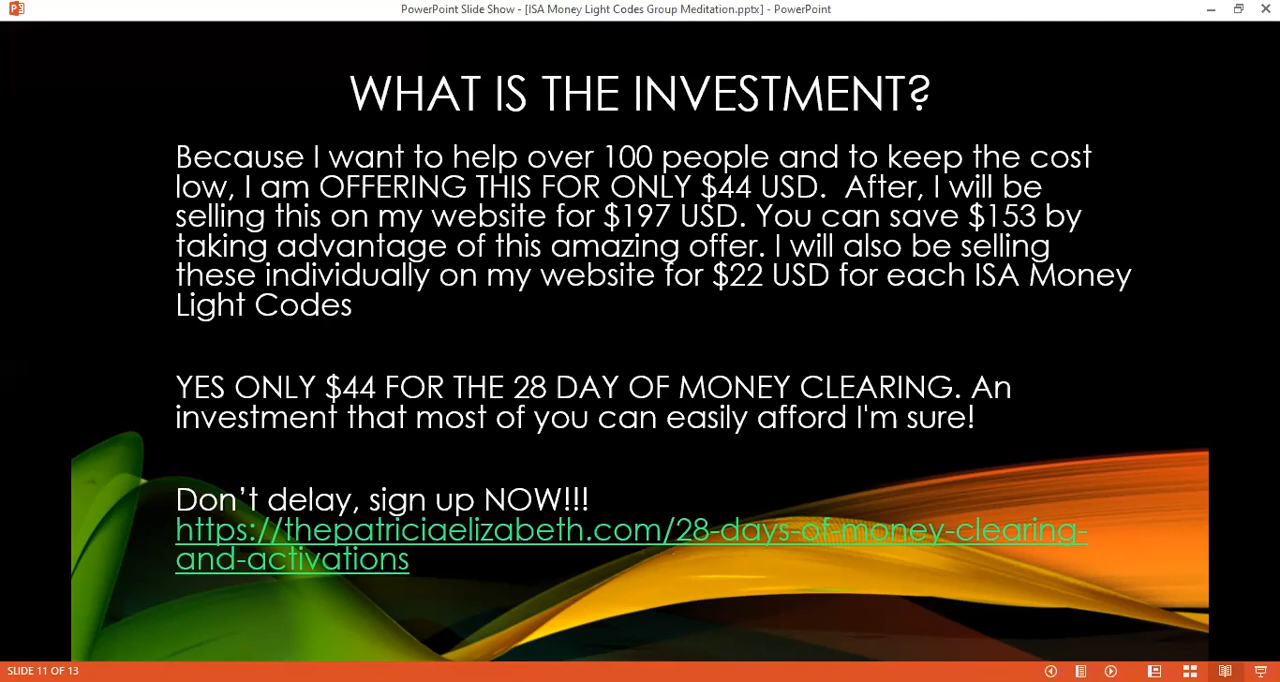 PowerPoint Slide Show - [ISA Money Light Codes Group Meditation.pptx] - PowerPoint
WHAT IS THE INVESTMENT?
Because I want to help over 100 people and to keep the cost
low, I am OFFERING THIS FOR ONLY $44 USD.  After, I will be
selling this on my website for $197 USD. You can save $153 by
taking advantage of this amazing offer. I will also be selling
these individually on my website for $22 USD for each ISA Money
Light Codes
YES ONLY $44 FOR THE 28 DAY OF MONEY CLEARING. An
investment that most of you can easily afford I'm sure!
Don’t delay, sign up NOW!!!
https://thepatriciaelizabeth.com/28-days-of-money-clearing-
and-activations
SLIDE 11 OF 13